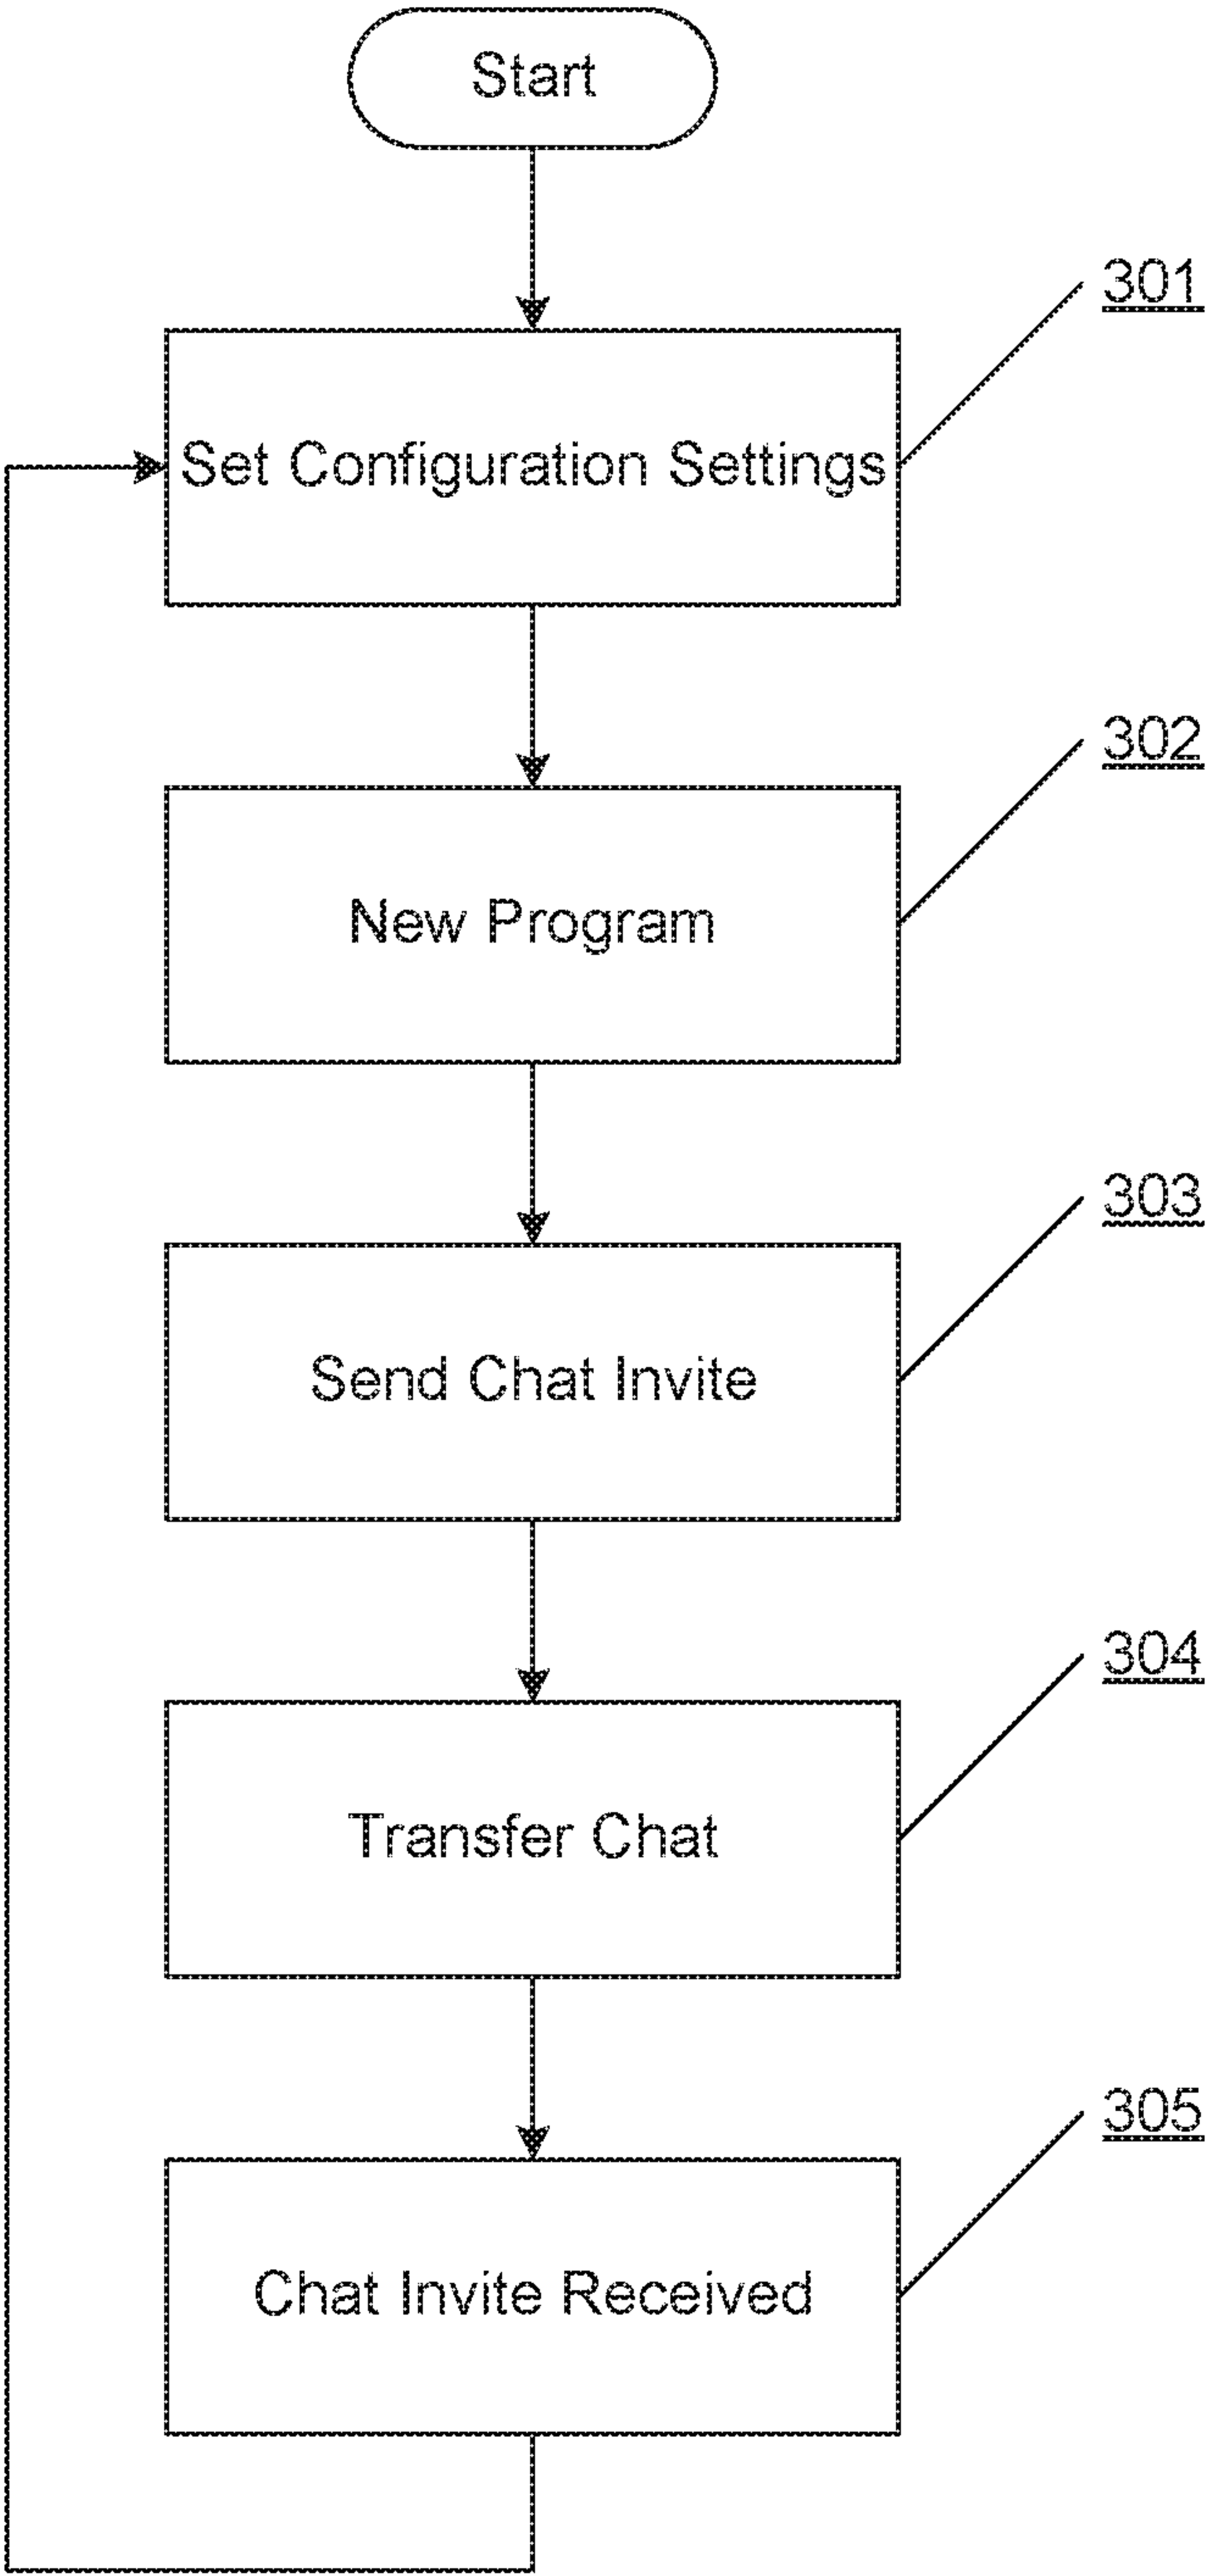 Start
301
Set Configuration Settings
302
New Program
303
Send Chat Invite
304
Transfer Chat
305
Chat Invite Received